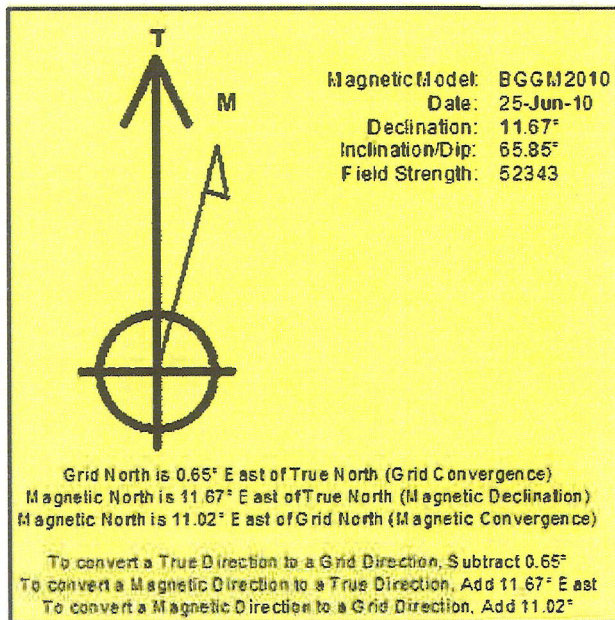 T
M
Magnetic Model: BGGM2010
Date: 25-Jun-10
Declination: 11.67°
Inclination/Dip: 65.85°
Field Strength: 52343
Grid North is 0.65° East of True North (Grid Convergence)
Magnetic North is 11.67° East of True North (Magnetic Declination)
Magnetic North is 11.02° East of Grid North (Magnetic Convergence)
To convert a True Direction to a Grid Direction, Subtract 0.65°
To convert a Magnetic Direction to a True Direction, Add 11.67° East
To convert a Magnetic Direction to a Grid Direction, Add 11.02°